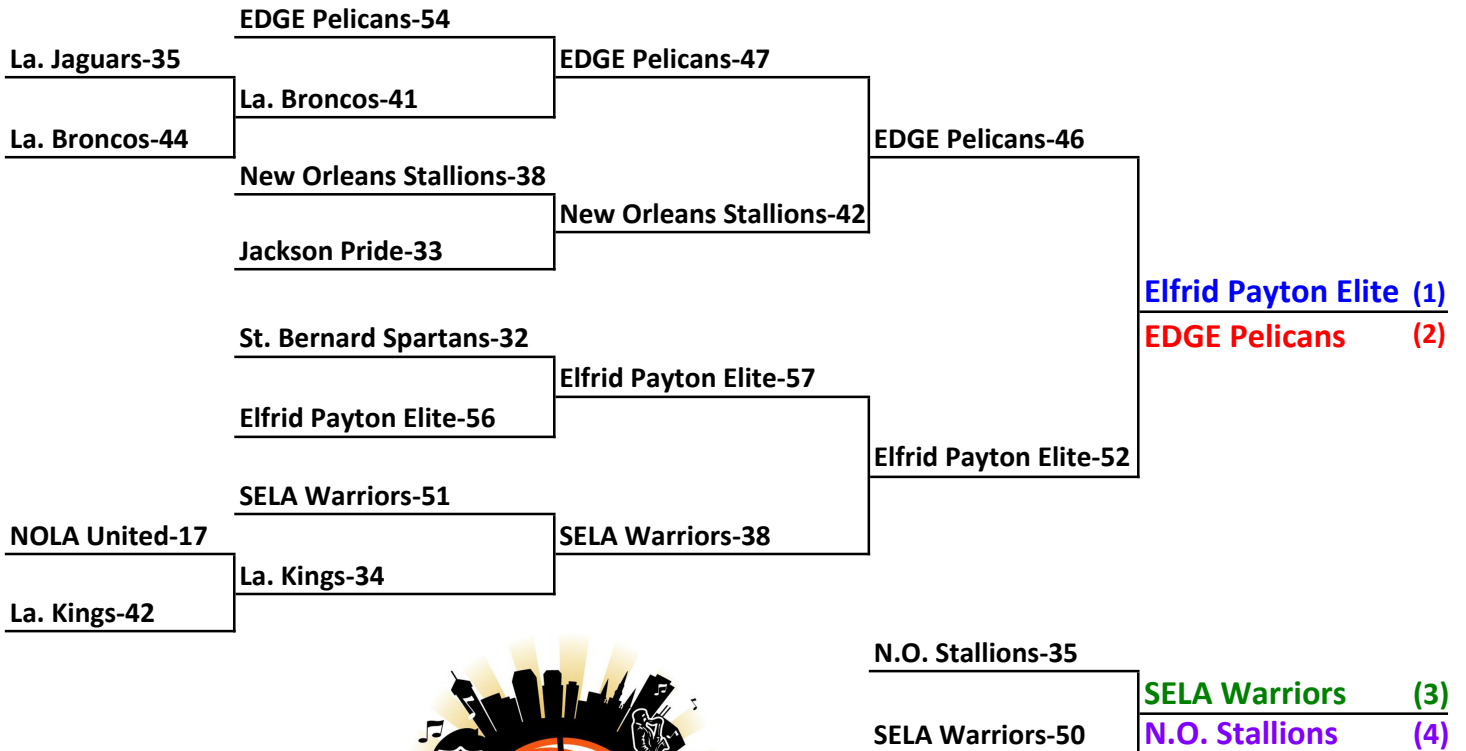 EDGE Pelicans-54
La. Jaguars-35
EDGE Pelicans-47
La. Broncos-41
La. Broncos-44
EDGE Pelicans-46
New Orleans Stallions-38
New Orleans Stallions-42
Jackson Pride-33
Elfrid Payton Elite (1)
St. Bernard Spartans-32
EDGE Pelicans (2)
Elfrid Payton Elite-57
Elfrid Payton Elite-56
Elfrid Payton Elite-52
SELA Warriors-51
NOLA United-17
SELA Warriors-38
La. Kings-34
La. Kings-42
N.O. Stallions-35
SELA Warriors (3)
SELA Warriors-50
N.O. Stallions (4)